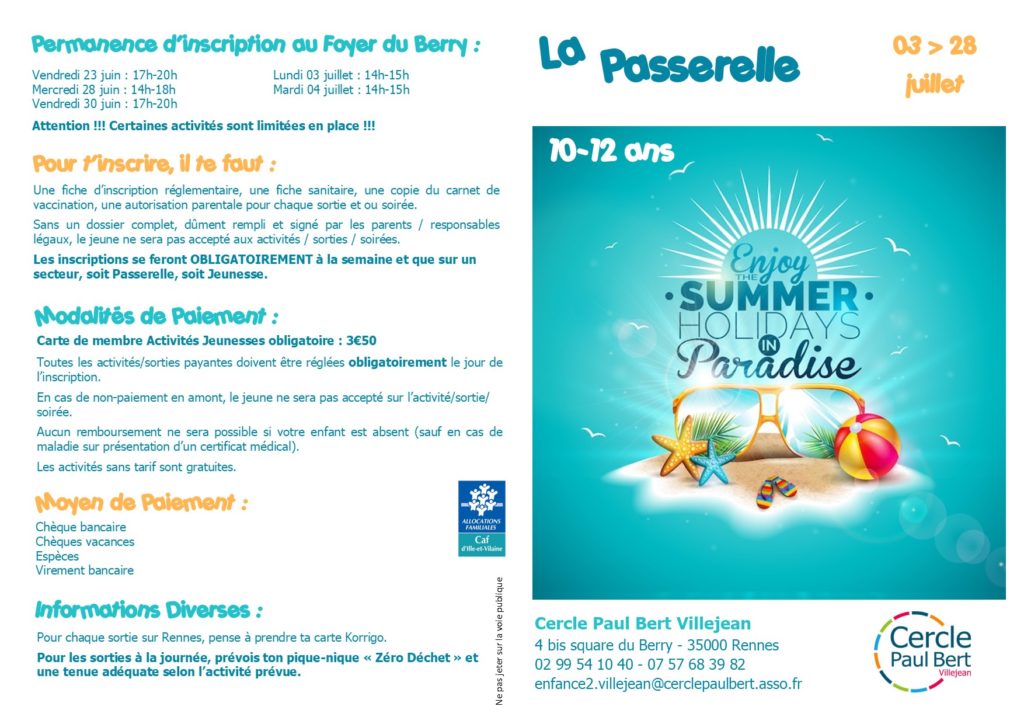 Permanence d'inscription au Foyer du Berry :
Vendredi 23 juin : 17h-20h
Mercredi 28 juin : 14h-18h
Vendredi 30 juin : 17h-20h
Lundi 03 juillet : 14h-15h
Mardi 04 juillet : 14h-15h
Attention !!! Certaines activités sont limitées en place !!!
Pour t'inscrire, il te faut :
Une fiche d'inscription réglementaire, une fiche sanitaire, une copie du carnet de
vaccination, une autorisation parentale pour chaque sortie et ou soirée.
Sans un dossier complet, dûment rempli et signé par les parents / responsables
légaux, le jeune ne sera pas accepté aux activités / sorties / soirées.
Les inscriptions se feront OBLIGATOIREMENT à la semaine et que sur un
secteur, soit Passerelle, soit Jeunesse.
Modalités de Paiement :
Carte de membre Activités Jeunesses obligatoire : 3€50
Toutes les activités/sorties payantes doivent être réglées obligatoirement le jour de
l'inscription.
En cas de non-paiement en amont, le jeune ne sera pas accepté sur l'activité/sortie/
soirée.
Aucun remboursement ne sera possible si votre enfant est absent (sauf en cas de
maladie sur présentation d'un certificat médical).
Les activités sans tarif sont gratuites.
Moyen de Paiement :
Chèque bancaire
Chèques vacances
Espèces
Virement bancaire
ALLOCATIONS
FAMILIALES
Caf
d'Ille-et-Vilaine
Informations Diverses :
Pour chaque sortie sur Rennes, pense à prendre ta carte Korrigo.
Pour les sorties à la journée, prévois ton pique-nique « Zéro Déchet » et
une tenue adéquate selon l'activité prévue.
Ne pas jeter sur la voie publique
La Passerelle
03 > 28
juillet
10-12 ans
Enjoy
THE
SUMMER
HOLIDAYS
IN
Paradise
Cercle Paul Bert Villejean
4 bis square du Berry - 35000 Rennes
02 99 54 10 40 - 07 57 68 39 82
enfance2.villejean@cerclepaulbert.asso.fr
Cercle
Paul Bert
Villejean